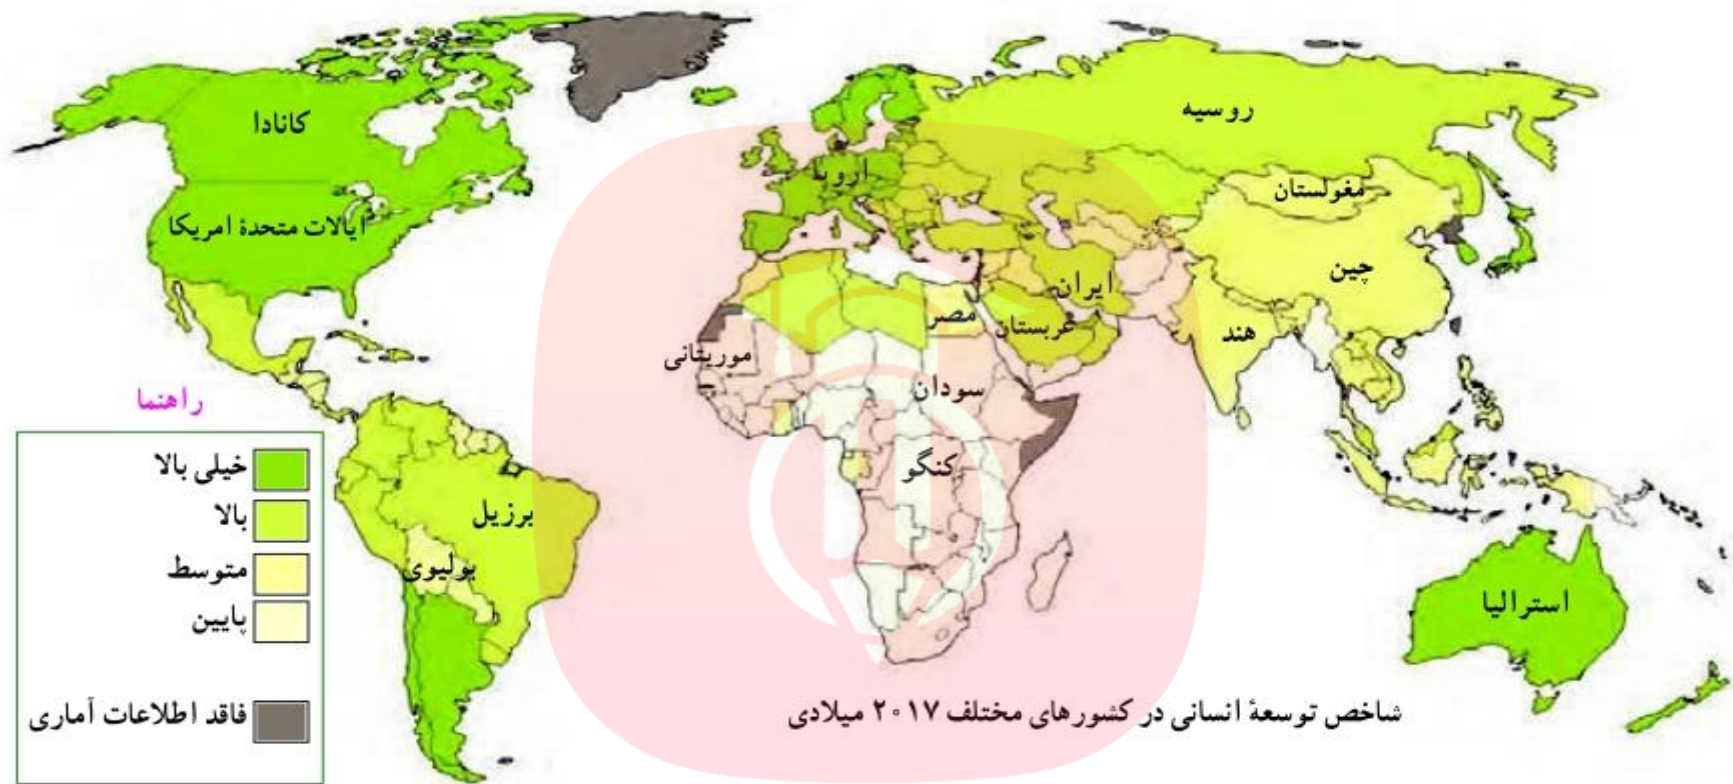 کانادا
ایالات متحدهٔ امریکا
اروپا
روسیه
مغولستان
چین
ایران
عربستان
مصر
هند
موریتانی
سودان
کنگو
برزیل
بولیوی
استرالیا
راهنما
خیلی بالا
بالا
متوسط
پایین
فاقد اطلاعات آماری
شاخص توسعهٔ انسانی در کشورهای مختلف ۲۰۱۷ میلادی